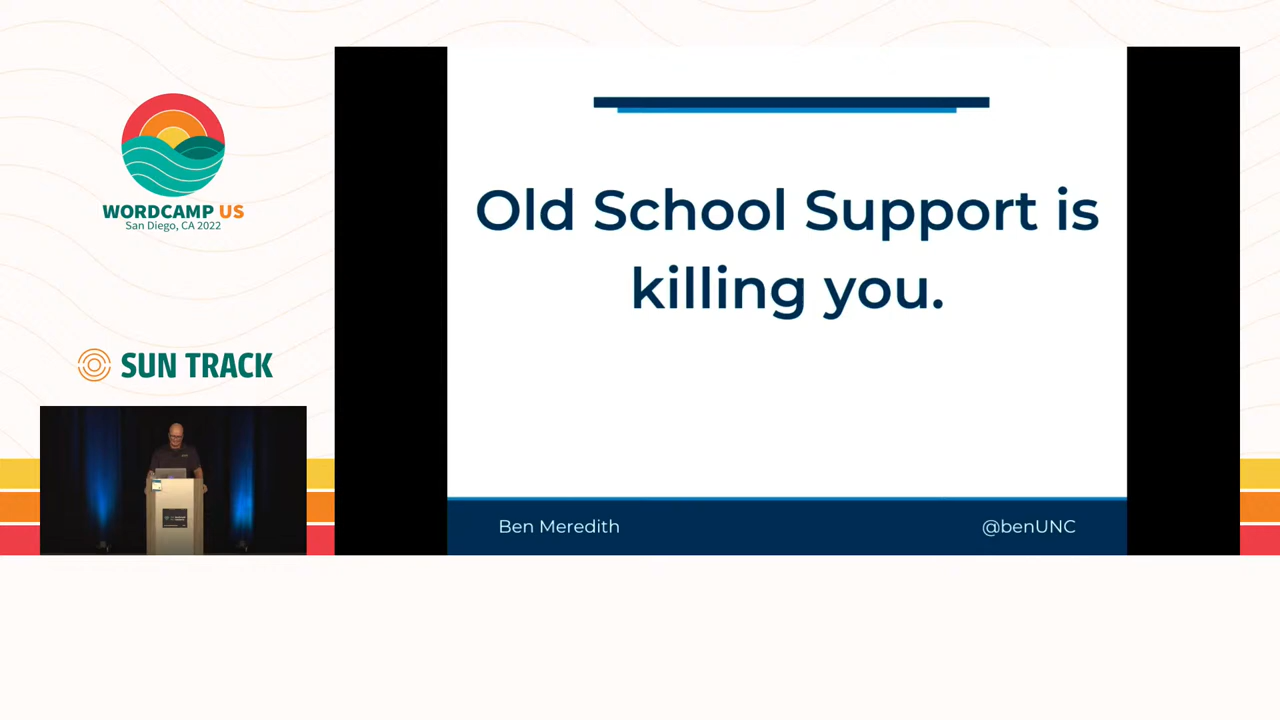 WORDCAMP US
San Diego, CA 2022
SUN TRACK
Old School Support is
killing you.
Ben Meredith
@benUNC